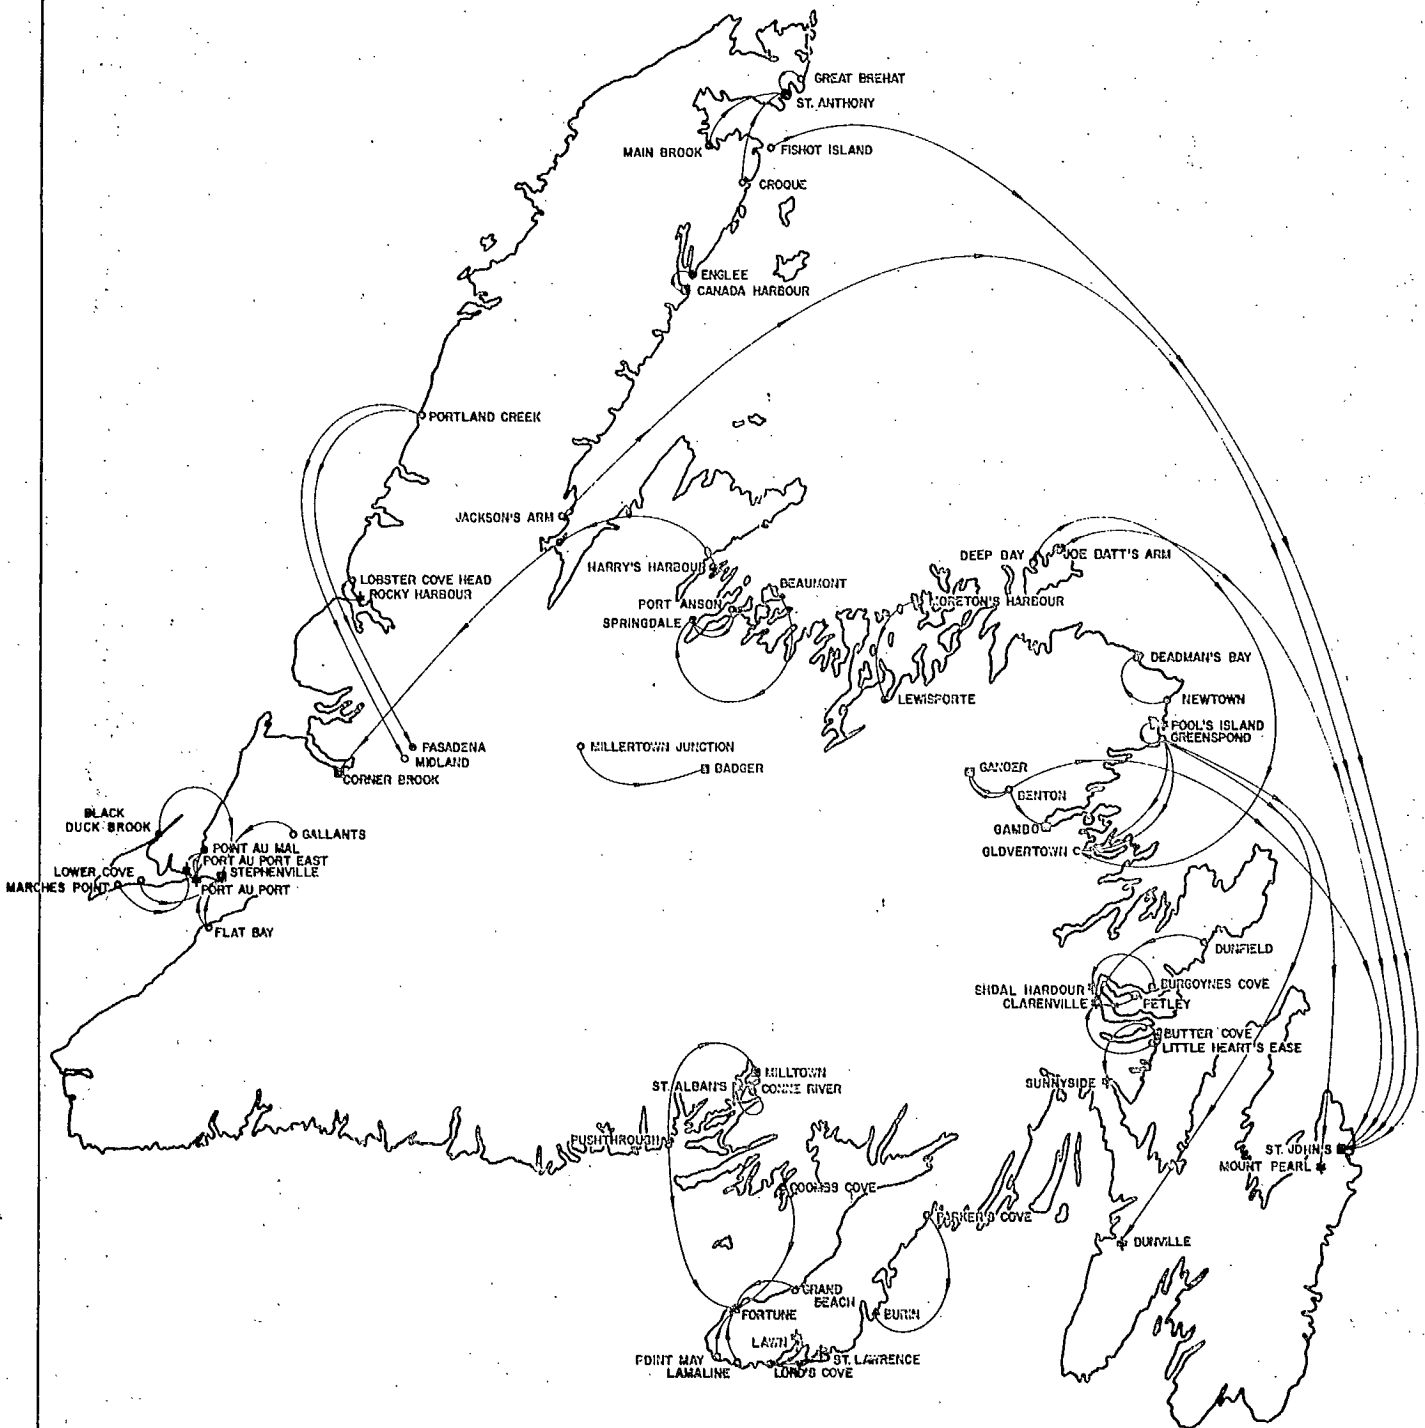 GREAT BREHAT
ST. ANTHONY
MAIN BROOK
FISHOT ISLAND
CROQUE
ENGLEE
CANADA HARBOUR
PORTLAND CREEK
JACKSON'S ARM
DEEP BAY
JOE BATT'S ARM
HARRY'S HARBOUR
LOBSTER COVE HEAD
ROCKY HARBOUR
BEAUMONT
PORT ANSON
MORETON'S HARBOUR
SPRINGDALE
DEADMAN'S BAY
LEWISPORTE
NEWTOWN
POOL'S ISLAND
GREENSPOND
PASADENA
MIDLAND
MILLERTOWN JUNCTION
CORNER BROOK
BADGER
GANDER
BENTON
BLACK
DUCK BROOK
GALLANTS
GAMBO
POINT AU MAL
GLOVERTOWN
PORT AU PORT EAST
LOWER COVE
STEPHENVILLE
MARCHES POINT
PORT AU PORT
FLAT BAY
DUNFIELD
SHOAL HARBOUR
BURGOYNES COVE
CLARENVILLE
PETLEY
BUTTER COVE
LITTLE HEART'S EASE
MILLTOWN
ST. ALBAN'S
CONNE RIVER
SUNNYSIDE
PUSHTHROUGH
ST. JOHN'S
MOUNT PEARL
COOMBS COVE
PARKER'S COVE
DUNVILLE
GRAND
BEACH
FORTUNE
BURIN
LAWN
POINT MAY
ST. LAWRENCE
LAMALINE
LORD'S COVE